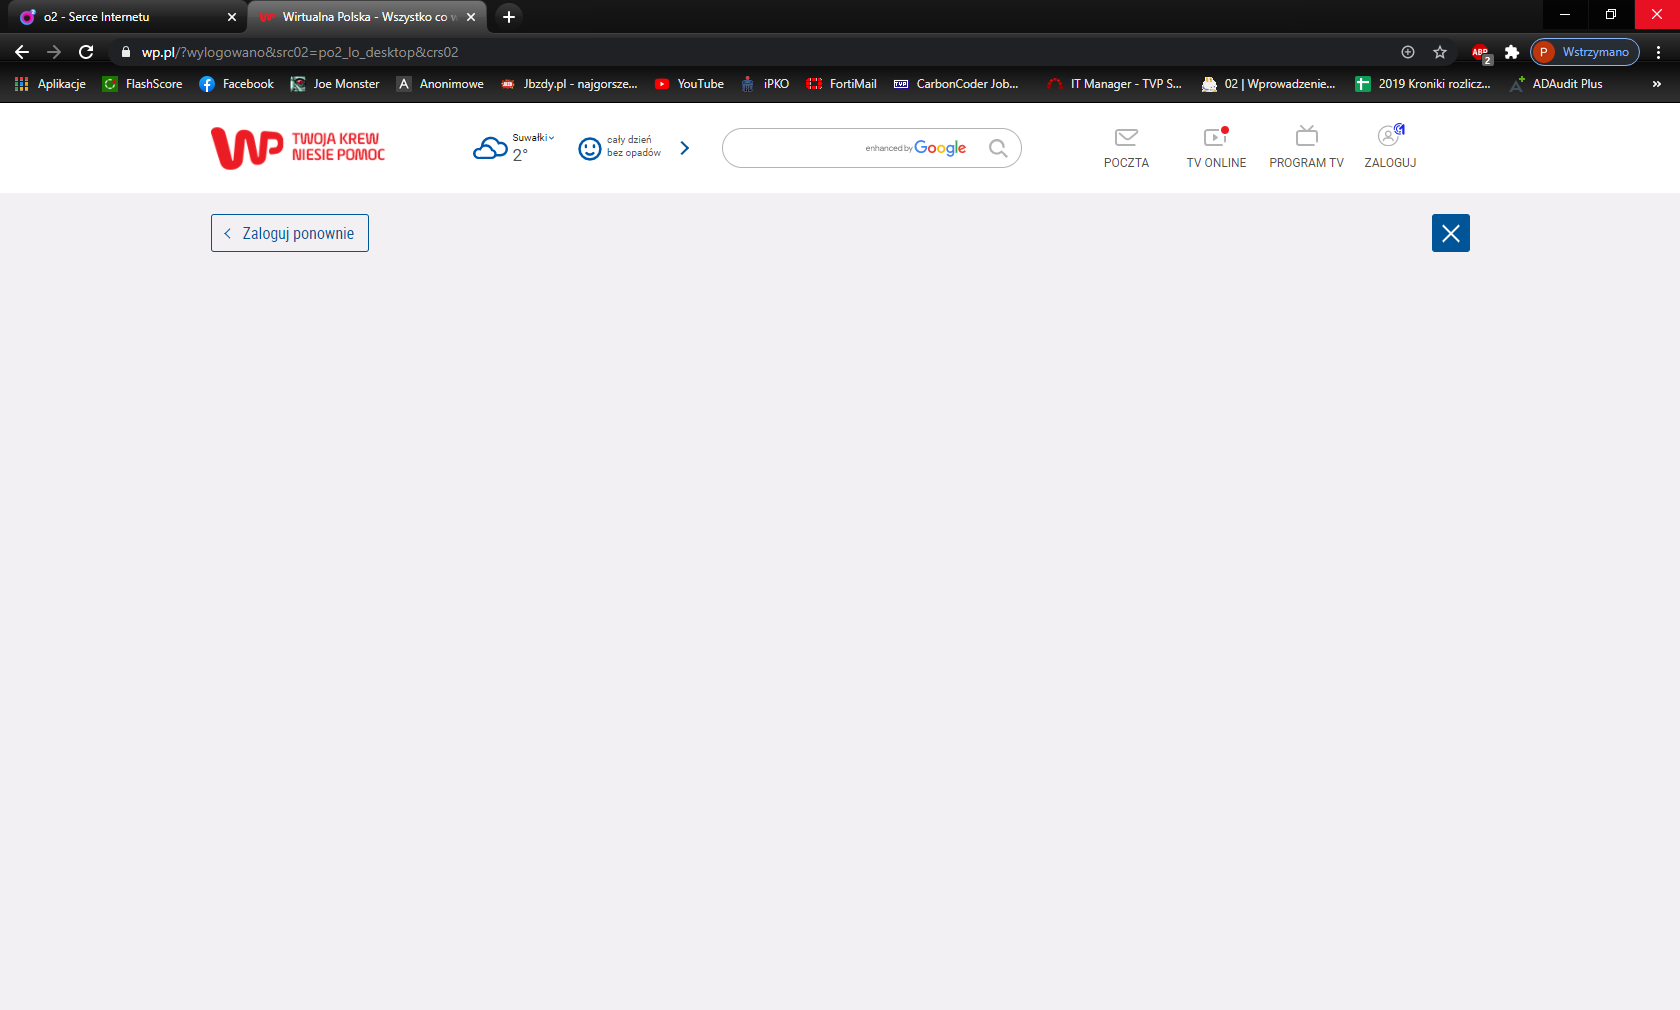 o2 - Serce Internetu
Wirtualna Polska - Wszystko co w
wp.pl/?wylogowano&src02=po2_lo_desktop&crs02
ABP
2
P
Wstrzymano
Aplikacje
FlashScore
Facebook
Joe Monster
A
Anonimowe
Jbzdy.pl - najgorsze...
YouTube
iPKO
FortiMail
CarbonCoder Job...
IT Manager - TVP S...
02 | Wprowadzenie...
2019 Kroniki rozlicz...
ADAudit Plus
»
WP
TWOJA KREW
NIESIE POMOC
Suwałki
2°
cały dzień
bez opadów
enhanced by Google
POCZTA
TV ONLINE
PROGRAM TV
ZALOGUJ
Zaloguj ponownie